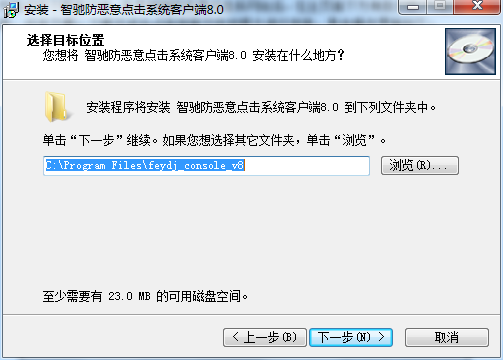 安装 - 智驰防恶意点击系统客户端8.0
选择目标位置
您想将 智驰防恶意点击系统客户端8.0 安装在什么地方?
安装程序将安装 智驰防恶意点击系统客户端8.0 到下列文件夹中。
单击“下一步”继续。如果您想选择其它文件夹,单击“浏览”。
C:\Program Files\feydj_console_v8
浏览(R)...
至少需要有 23.0 MB 的可用磁盘空间。
< 上一步(B)
下一步(N) >
取消